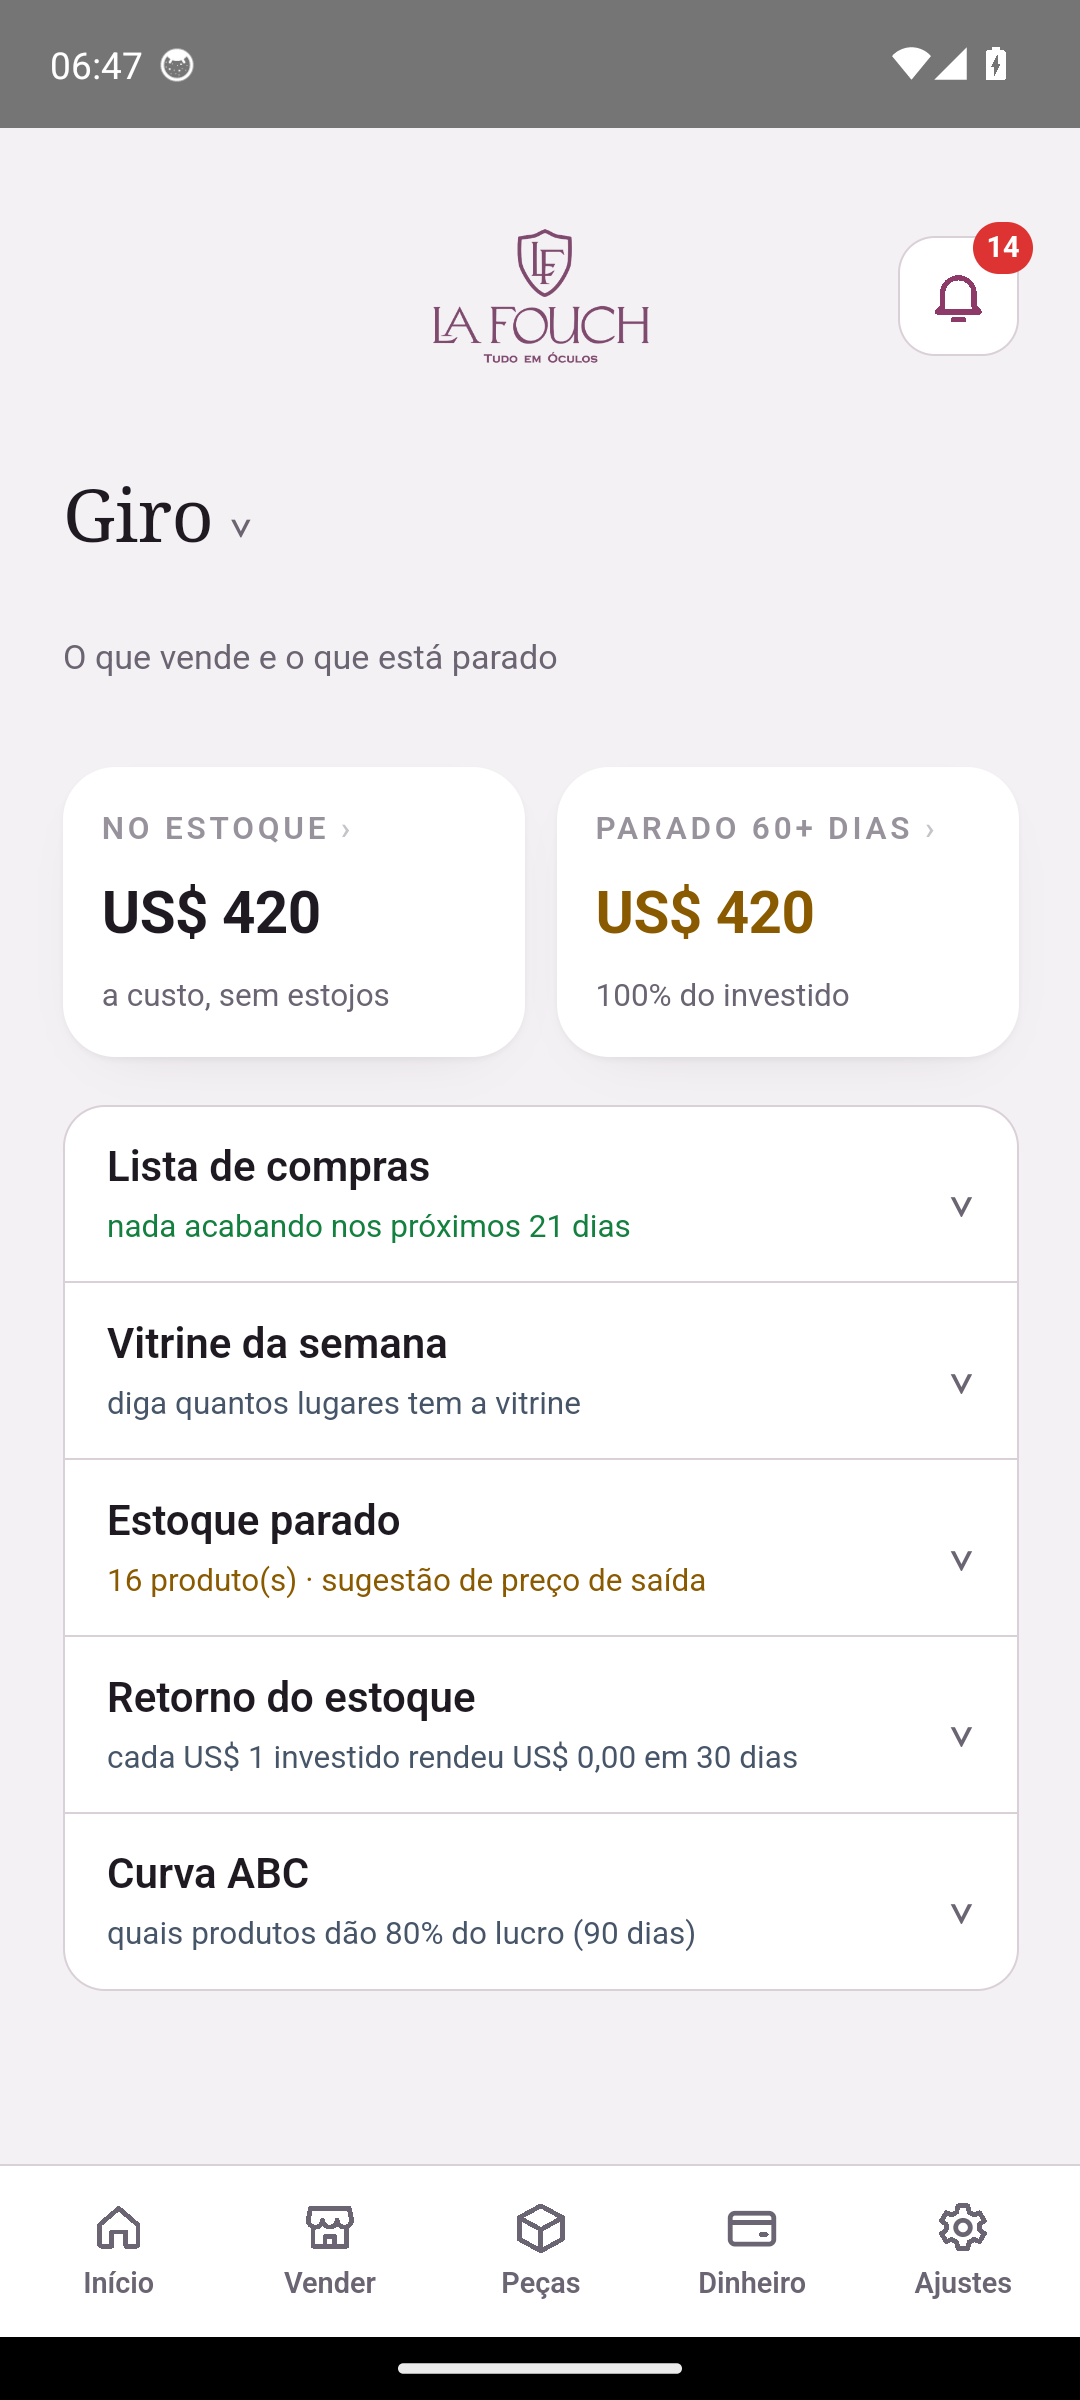 06:47
14
LF
LA FOUCH
TUDO EM ÓCULOS
Giro
O que vende e o que está parado
NO ESTOQUE ›
US$ 420
a custo, sem estojos
PARADO 60+ DIAS ›
US$ 420
100% do investido
Lista de compras
nada acabando nos próximos 21 dias
Vitrine da semana
diga quantos lugares tem a vitrine
Estoque parado
16 produto(s) · sugestão de preço de saída
Retorno do estoque
cada US$ 1 investido rendeu US$ 0,00 em 30 dias
Curva ABC
quais produtos dão 80% do lucro (90 dias)
Início
Vender
Peças
Dinheiro
Ajustes